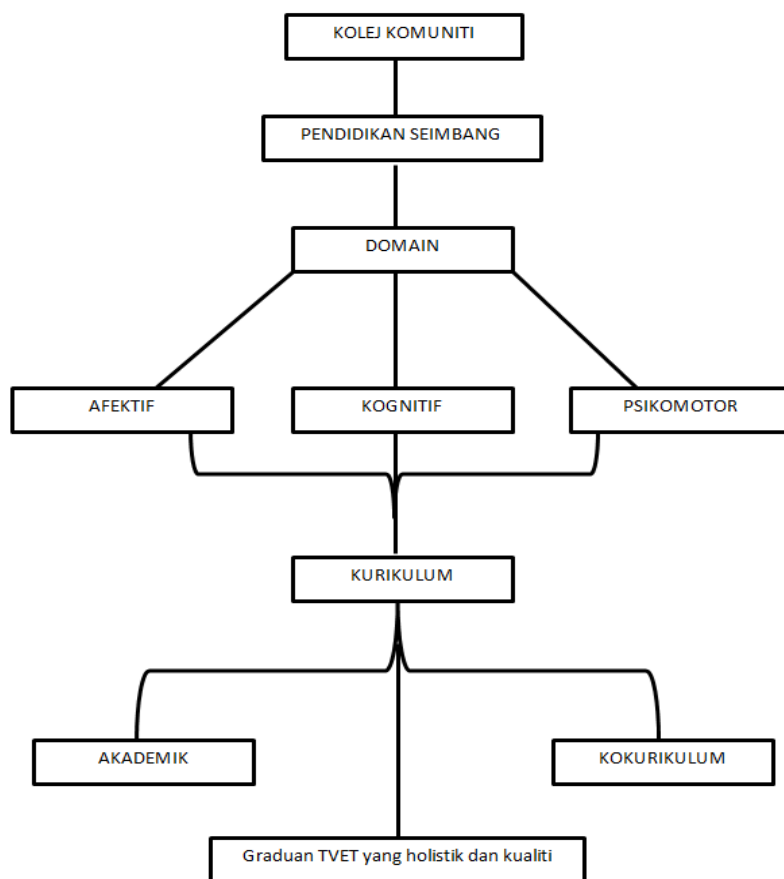 KOLEJ KOMUNITI
PENDIDIKAN SEIMBANG
DOMAIN
AFEKTIF
KOGNITIF
PSIKOMOTOR
KURIKULUM
AKADEMIK
KOKURIKULUM
Graduan TVET yang holistik dan kualiti